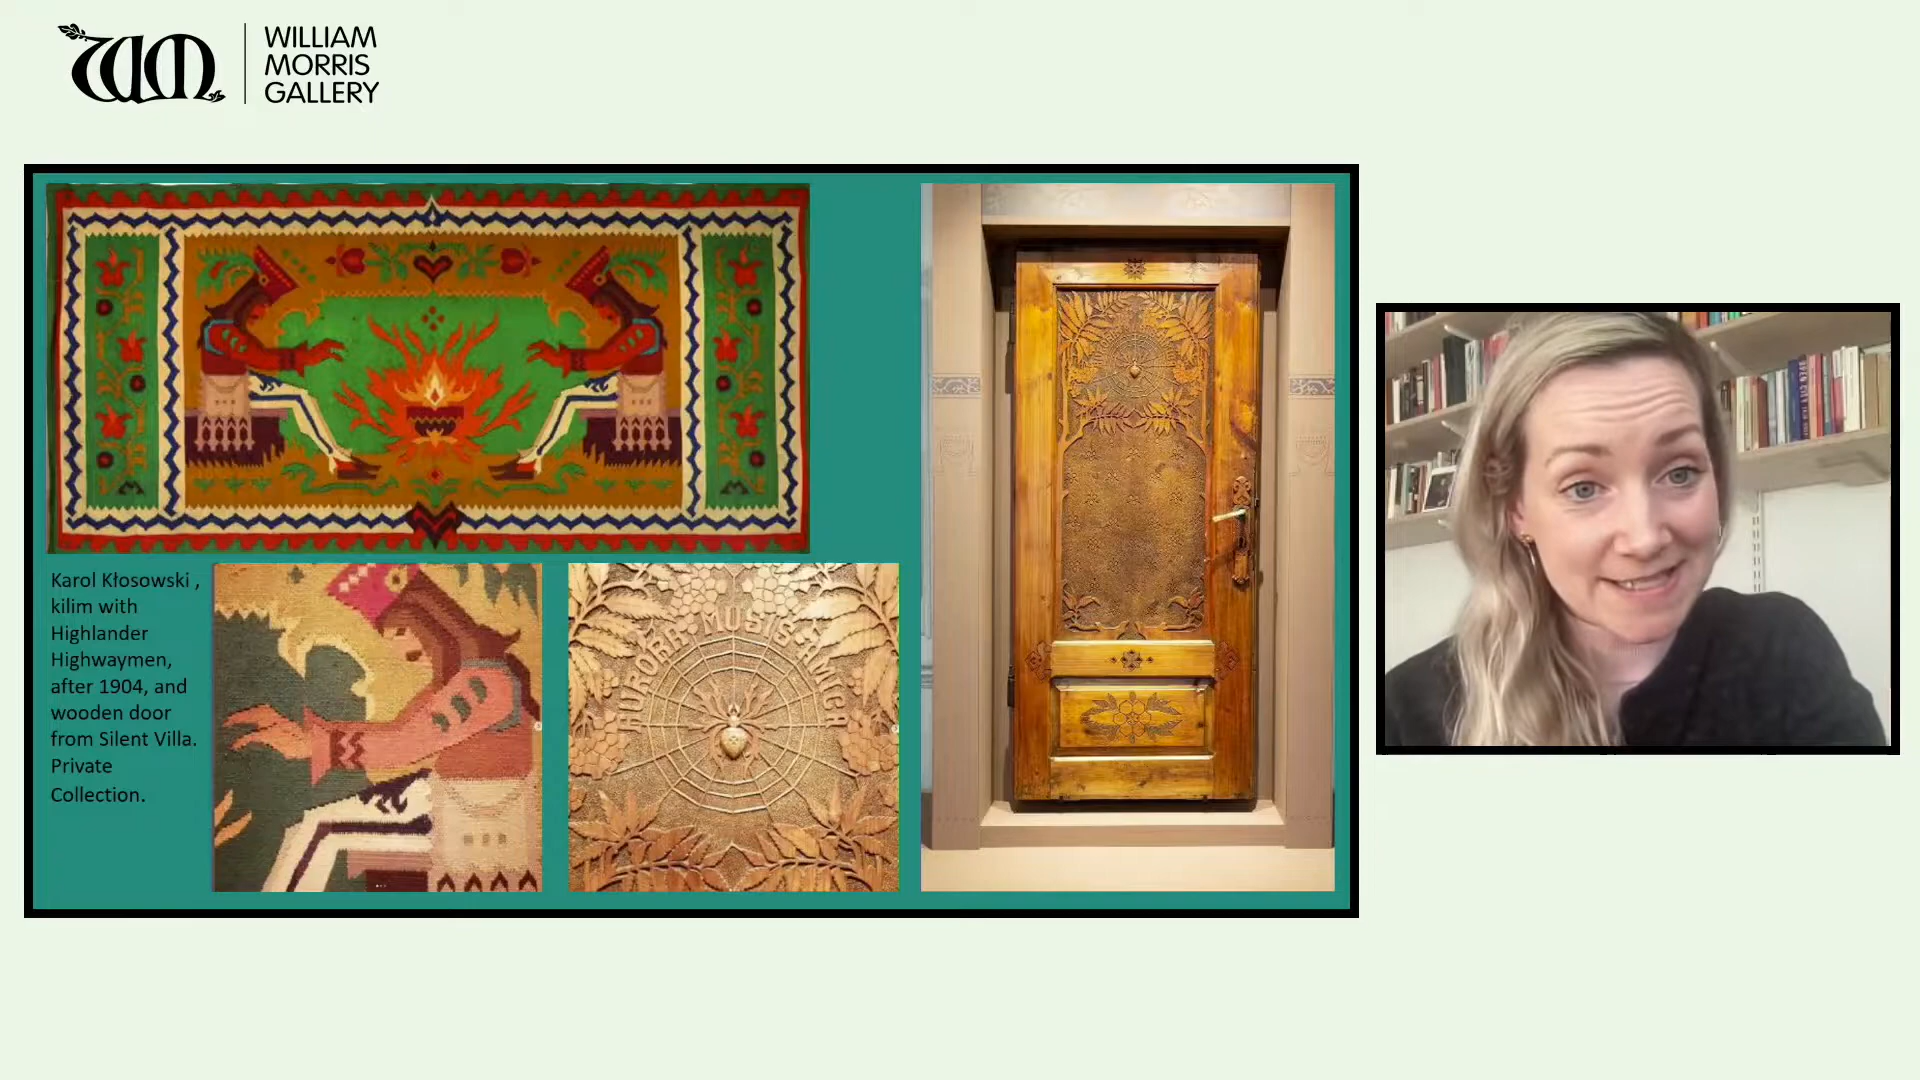 WILLIAM
MORRIS
GALLERY
Karol Kłosowski ,
kilim with
Highlander
Highwaymen,
after 1904, and
wooden door
from Silent Villa.
Private
Collection.